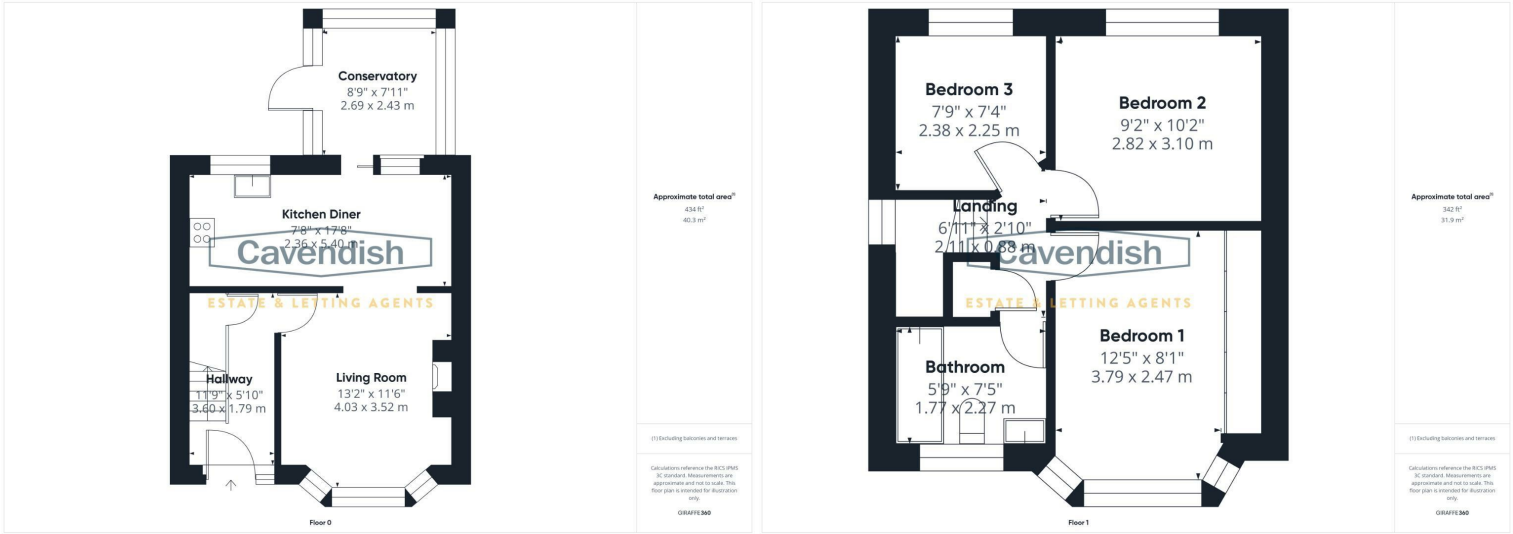 Conservatory
8'9" x 7'11"
2.69 x 2.43 m
Kitchen Diner
7'8" x 17'8"
2.36 x 5.40 m
Cavendish
ESTATE & LETTING AGENTS
Hallway
11'9" x 5'10"
3.60 x 1.79 m
Living Room
13'2" x 11'6"
4.03 x 3.52 m
Floor 0
Approximate total area⁽¹⁾
434 ft²
40.3 m²
(1) Excluding balconies and terraces
Calculations reference the RICS IPMS
3C standard. Measurements are
approximate and not to scale. This
floor plan is intended for illustration
only.
GIRAFFE360
Bedroom 3
7'9" x 7'4"
2.38 x 2.25 m
Bedroom 2
9'2" x 10'2"
2.82 x 3.10 m
Landing
6'11" x 2'10"
2.11 x 0.88 m
Cavendish
ESTATE & LETTING AGENTS
Bedroom 1
12'5" x 8'1"
3.79 x 2.47 m
Bathroom
5'9" x 7'5"
1.77 x 2.27 m
Floor 1
Approximate total area⁽¹⁾
342 ft²
31.9 m²
(1) Excluding balconies and terraces
Calculations reference the RICS IPMS
3C standard. Measurements are
approximate and not to scale. This
floor plan is intended for illustration
only.
GIRAFFE360